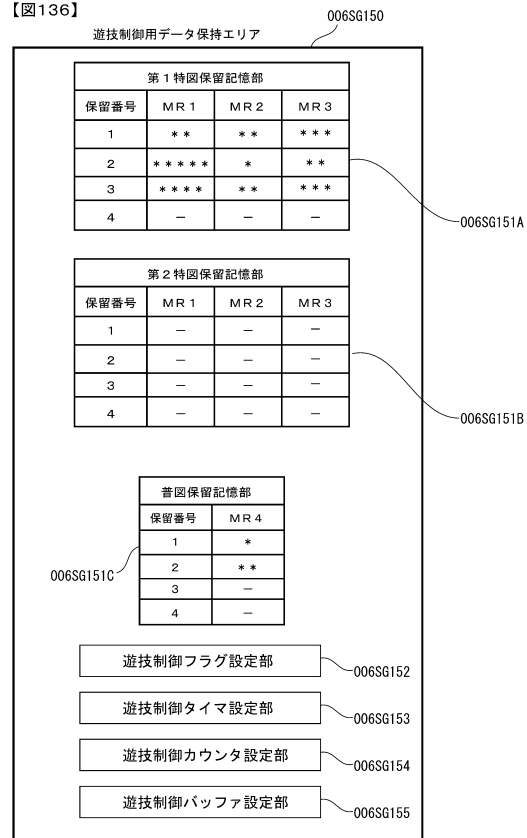 【図136】
006SG150
遊技制御用データ保持エリア
第１特図保留記憶部
保留番号 ＭＲ１ ＭＲ２ ＭＲ３
1 ** ** ***
2 ***** * **
3 **** ** ***
4 － － －
006SG151A
第２特図保留記憶部
保留番号 ＭＲ１ ＭＲ２ ＭＲ３
1 － － －
2 － － －
3 － － －
4 － － －
006SG151B
普図保留記憶部
保留番号 ＭＲ４
1 *
2 **
3 －
4 －
006SG151C
遊技制御フラグ設定部
006SG152
遊技制御タイマ設定部
006SG153
遊技制御カウンタ設定部
006SG154
遊技制御バッファ設定部
006SG155